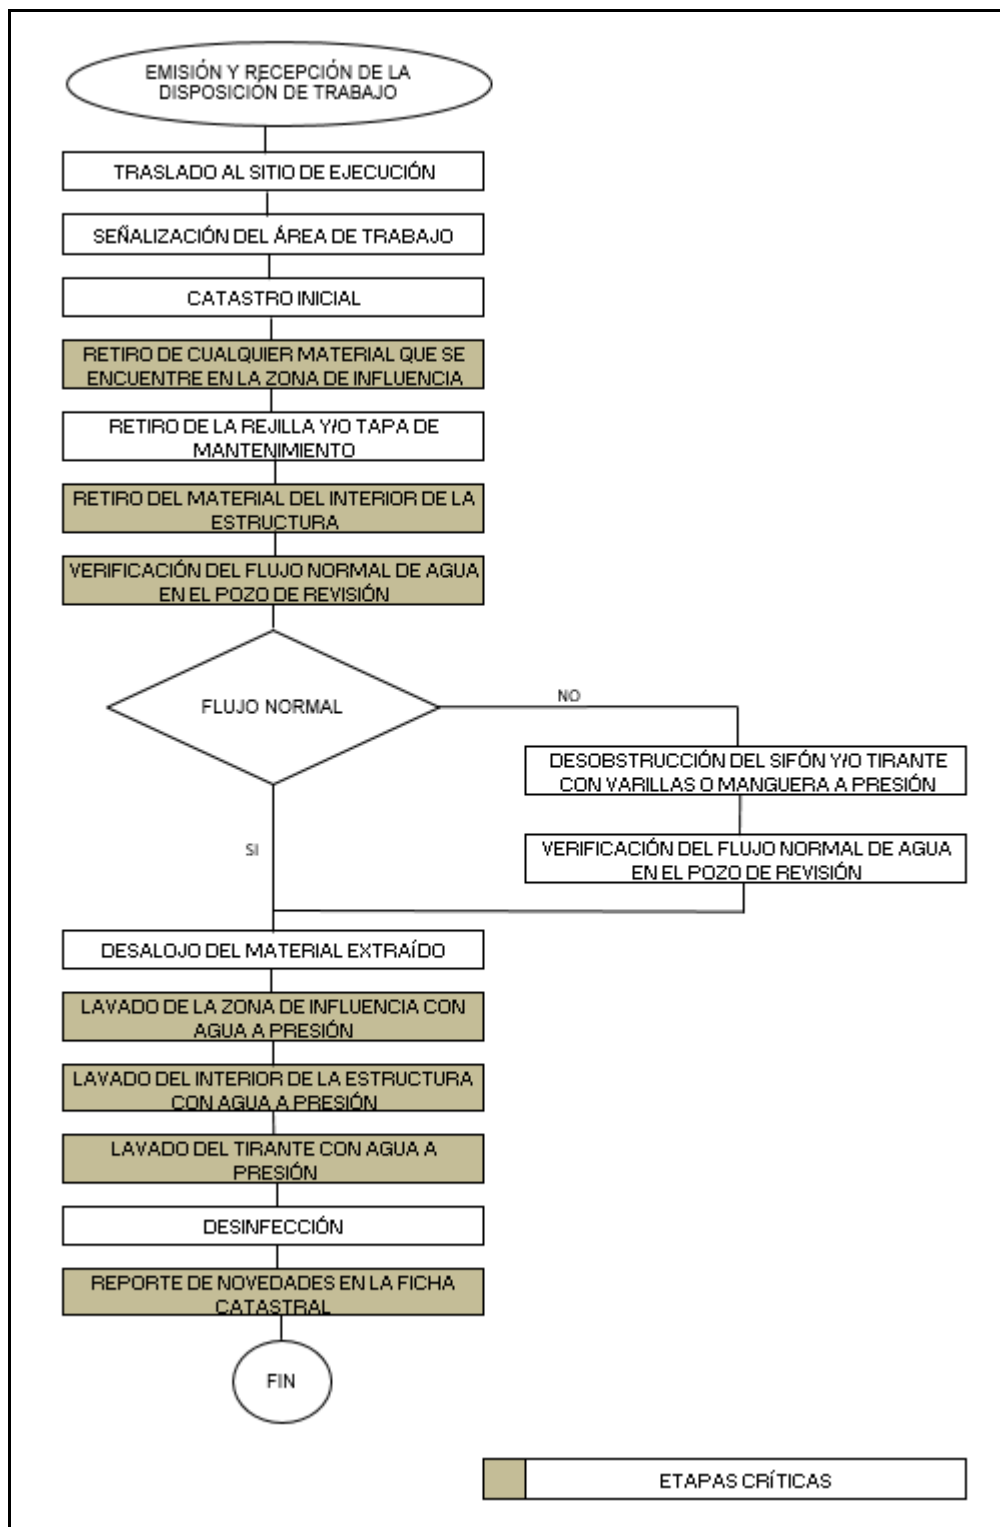 EMISIÓN Y RECEPCIÓN DE LA
DISPOSICIÓN DE TRABAJO
TRASLADO AL SITIO DE EJECUCIÓN
SEÑALIZACIÓN DEL ÁREA DE TRABAJO
CATASTRO INICIAL
RETIRO DE CUALQUIER MATERIAL QUE SE
ENCUENTRE EN LA ZONA DE INFLUENCIA
RETIRO DE LA REJILLA Y/O TAPA DE
MANTENIMIENTO
RETIRO DEL MATERIAL DEL INTERIOR DE LA
ESTRUCTURA
VERIFICACIÓN DEL FLUJO NORMAL DE AGUA
EN EL POZO DE REVISIÓN
FLUJO NORMAL
NO
DESOBSTRUCCIÓN DEL SIFÓN Y/O TIRANTE
CON VARILLAS O MANGUERA A PRESIÓN
VERIFICACIÓN DEL FLUJO NORMAL DE AGUA
EN EL POZO DE REVISIÓN
SI
DESALOJO DEL MATERIAL EXTRAÍDO
LAVADO DE LA ZONA DE INFLUENCIA CON
AGUA A PRESIÓN
LAVADO DEL INTERIOR DE LA ESTRUCTURA
CON AGUA A PRESIÓN
LAVADO DEL TIRANTE CON AGUA A
PRESIÓN
DESINFECCIÓN
REPORTE DE NOVEDADES EN LA FICHA
CATASTRAL
FIN
ETAPAS CRÍTICAS